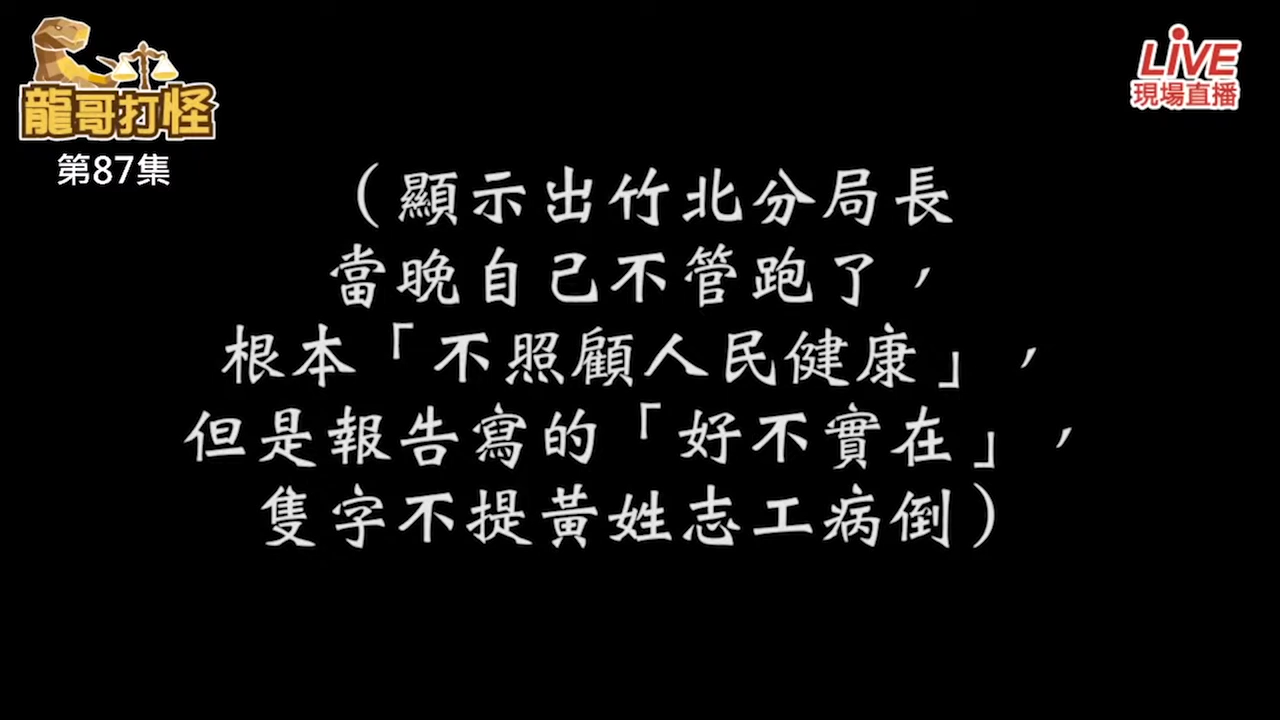 龍哥打怪
第87集
LIVE
現場直播
（顯示出竹北分局長
當晚自己不管跑了，
根本「不照顧人民健康」，
但是報告寫的「好不實在」，
隻字不提黃姓志工病倒）